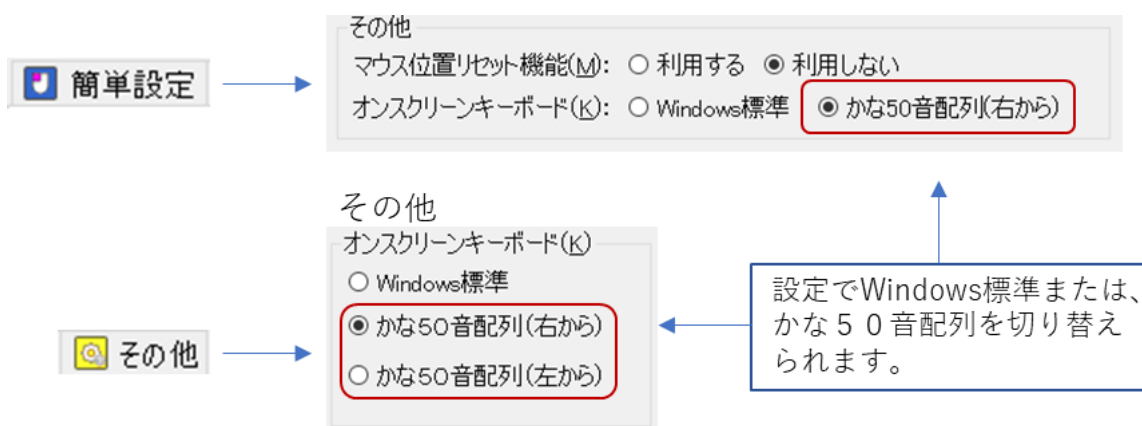 簡単設定
その他
マウス位置リセット機能(M): 利用する 利用しない
オンスクリーンキーボード(K): Windows標準 かな50音配列(右から)
その他
その他
オンスクリーンキーボード(K)
Windows標準
かな50音配列(右から)
かな50音配列(左から)
設定でWindows標準または、
かな５０音配列を切り替え
られます。